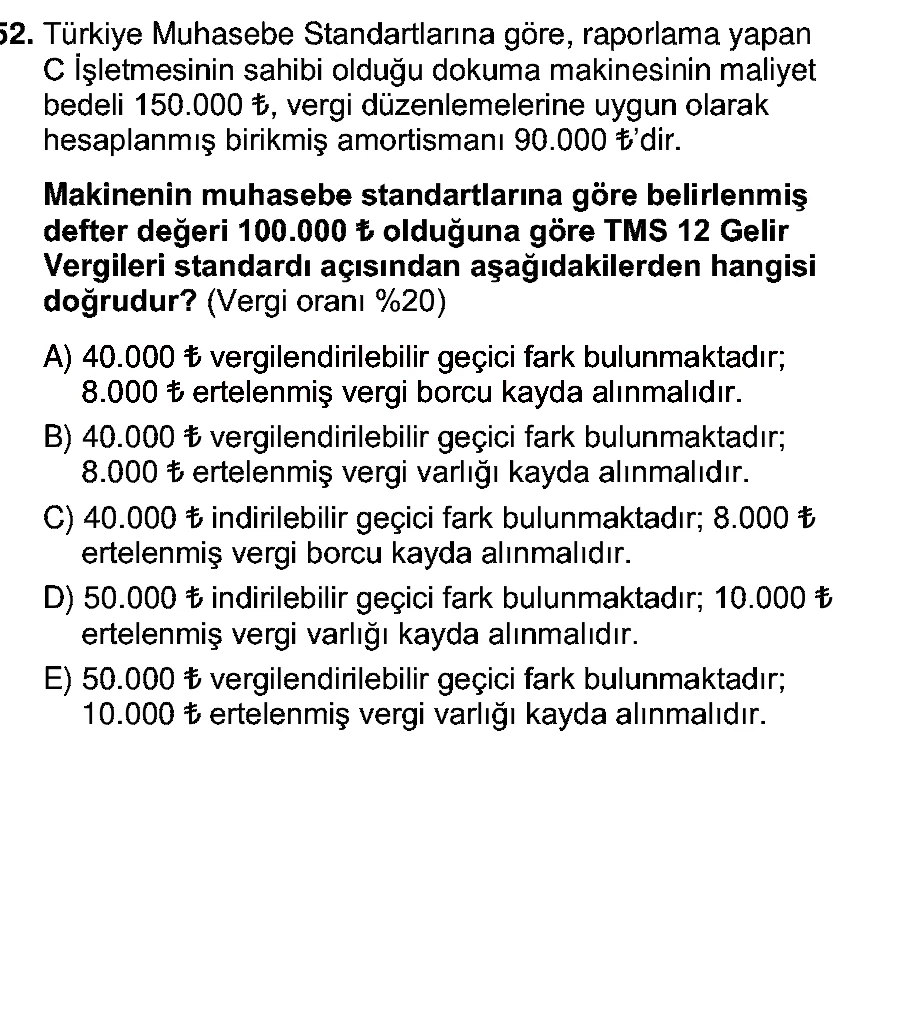 52. Türkiye Muhasebe Standartlarına göre, raporlama yapan
C İşletmesinin sahibi olduğu dokuma makinesinin maliyet
bedeli 150.000 ₺, vergi düzenlemelerine uygun olarak
hesaplanmış birikmiş amortismanı 90.000 ₺’dir.
Makinenin muhasebe standartlarına göre belirlenmiş
defter değeri 100.000 ₺ olduğuna göre TMS 12 Gelir
Vergileri standardı açısından aşağıdakilerden hangisi
doğrudur? (Vergi oranı %20)
A) 40.000 ₺ vergilendirilebilir geçici fark bulunmaktadır;
8.000 ₺ ertelenmiş vergi borcu kayda alınmalıdır.
B) 40.000 ₺ vergilendirilebilir geçici fark bulunmaktadır;
8.000 ₺ ertelenmiş vergi varlığı kayda alınmalıdır.
C) 40.000 ₺ indirilebilir geçici fark bulunmaktadır; 8.000 ₺
ertelenmiş vergi borcu kayda alınmalıdır.
D) 50.000 ₺ indirilebilir geçici fark bulunmaktadır; 10.000 ₺
ertelenmiş vergi varlığı kayda alınmalıdır.
E) 50.000 ₺ vergilendirilebilir geçici fark bulunmaktadır;
10.000 ₺ ertelenmiş vergi varlığı kayda alınmalıdır.